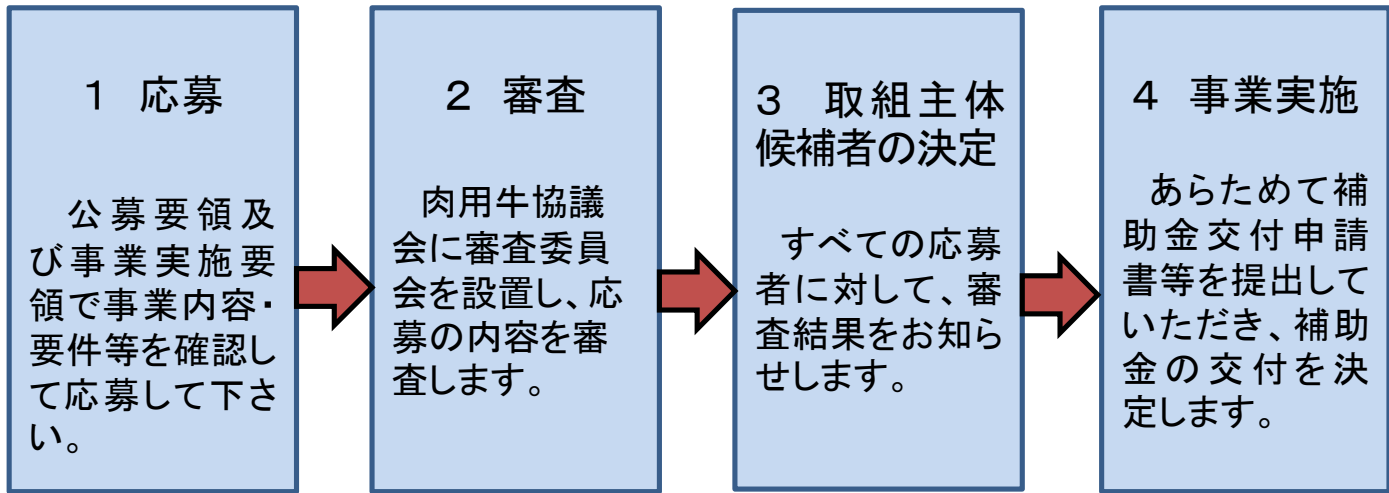 １　応募
公募要領及
び事業実施要
領で事業内容・
要件等を確認し
て応募して下さ
い。
２　審査
肉用牛協議
会に審査委員
会を設置し、応
募の内容を審
査します。
３　取組主体
候補者の決定
すべての応募
者に対して、審
査結果をお知ら
せします。
４　事業実施
あらためて補
助金交付申請
書等を提出して
いただき、補助
金の交付を決
定します。